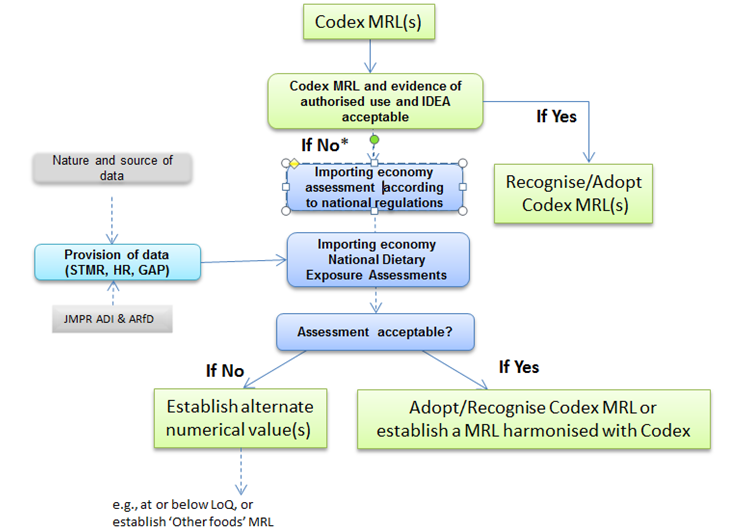 Codex MRL(s)
Codex MRL and evidence of
authorised use and IDEA
acceptable
If Yes
If No*
Nature and source of
data
Importing economy
assessment according
to national regulations
Recognise/Adopt
Codex MRL(s)
Provision of data
(STMR, HR, GAP)
Importing economy
National Dietary
Exposure Assessments
JMPR ADI & ARfD
Assessment acceptable?
If No
If Yes
Establish alternate
numerical value(s)
Adopt/Recognise Codex MRL or
establish a MRL harmonised with Codex
e.g., at or below LoQ, or
establish 'Other foods' MRL